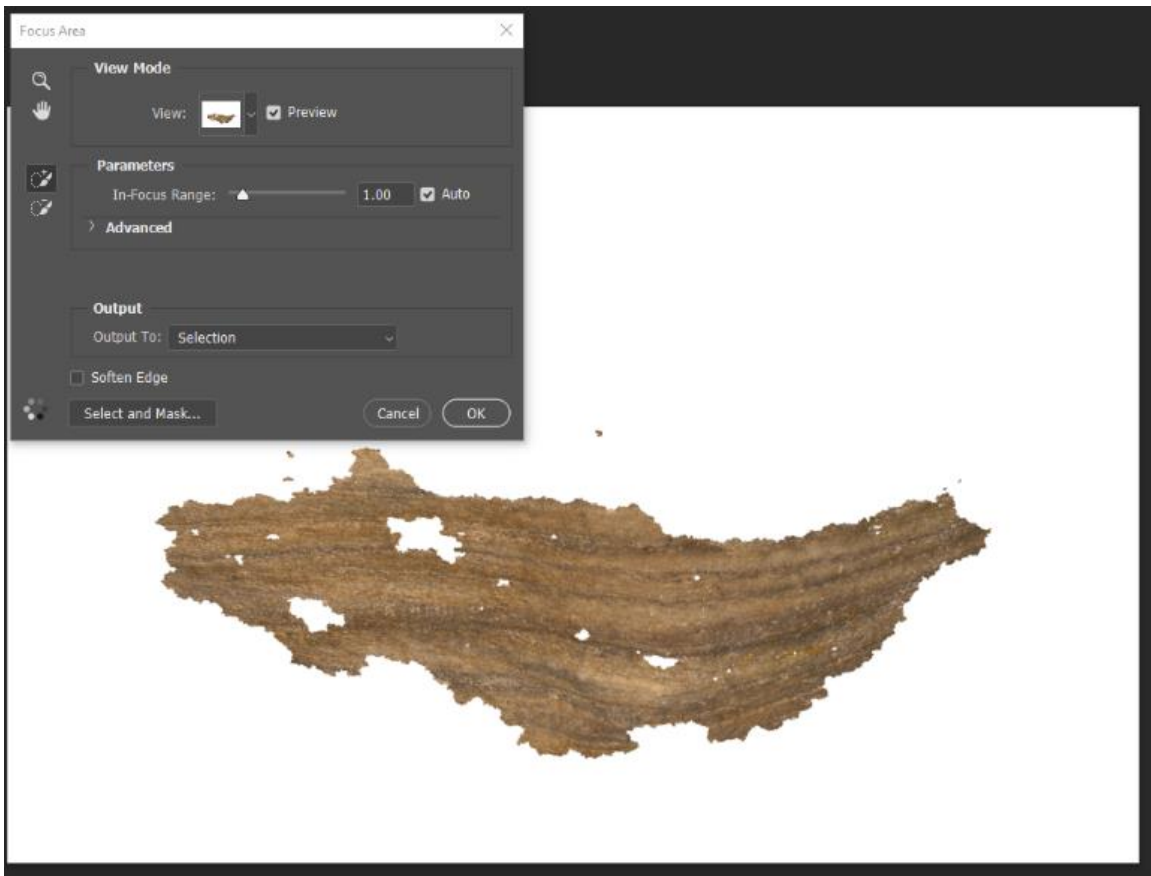 Focus Area
View Mode
View: Preview
Parameters
In-Focus Range: 1.00 Auto
Advanced
Output
Output To: Selection
Soften Edge
Select and Mask... Cancel OK